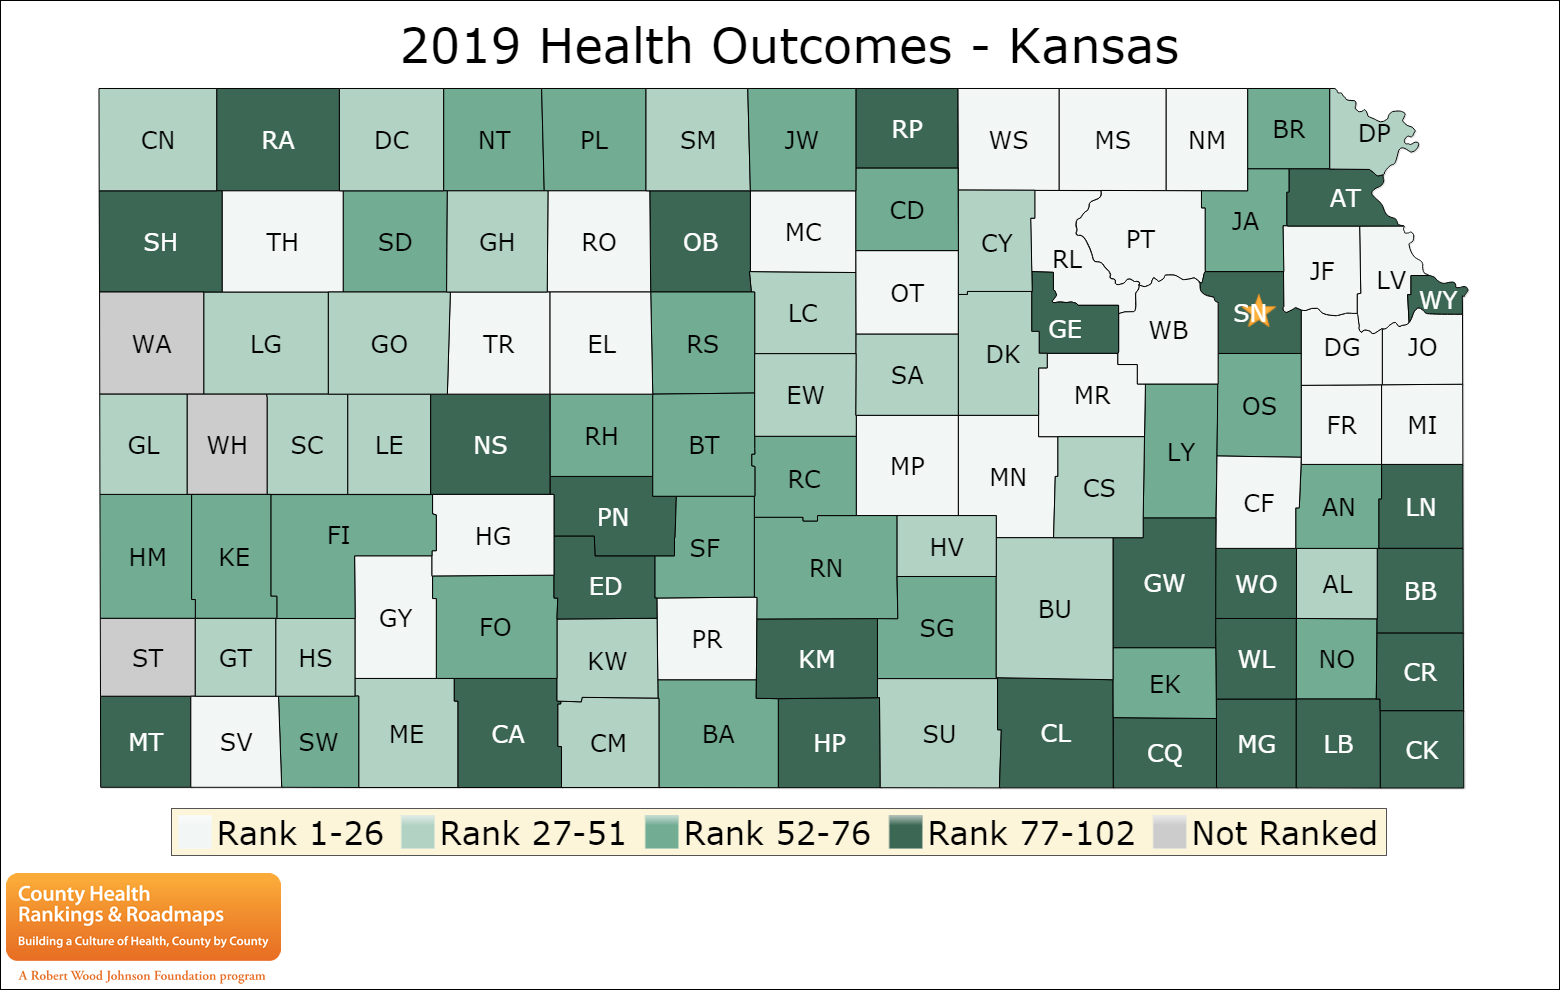 2019 Health Outcomes - Kansas
CN RA DC NT PL SM JW RP WS MS NM BR DP
SH TH SD GH RO OB MC CD CY RL PT JA AT
WA LG GO TR EL RS LC OT DK GE WB SN JF LV WY
GL WH SC LE NS RH BT EW SA MR LY OS DG JO
RC MP MN CS FR MI
HM KE FI HG PN SF RN HV CF AN LN
GY FO ED SG BU GW WO AL BB
ST GT HS KW PR KM EK WL NO CR
MT SV SW ME CA CM BA HP SU CL CQ MG LB CK
Rank 1-26 Rank 27-51 Rank 52-76 Rank 77-102 Not Ranked
County Health
Rankings & Roadmaps
Building a Culture of Health, County by County
A Robert Wood Johnson Foundation program